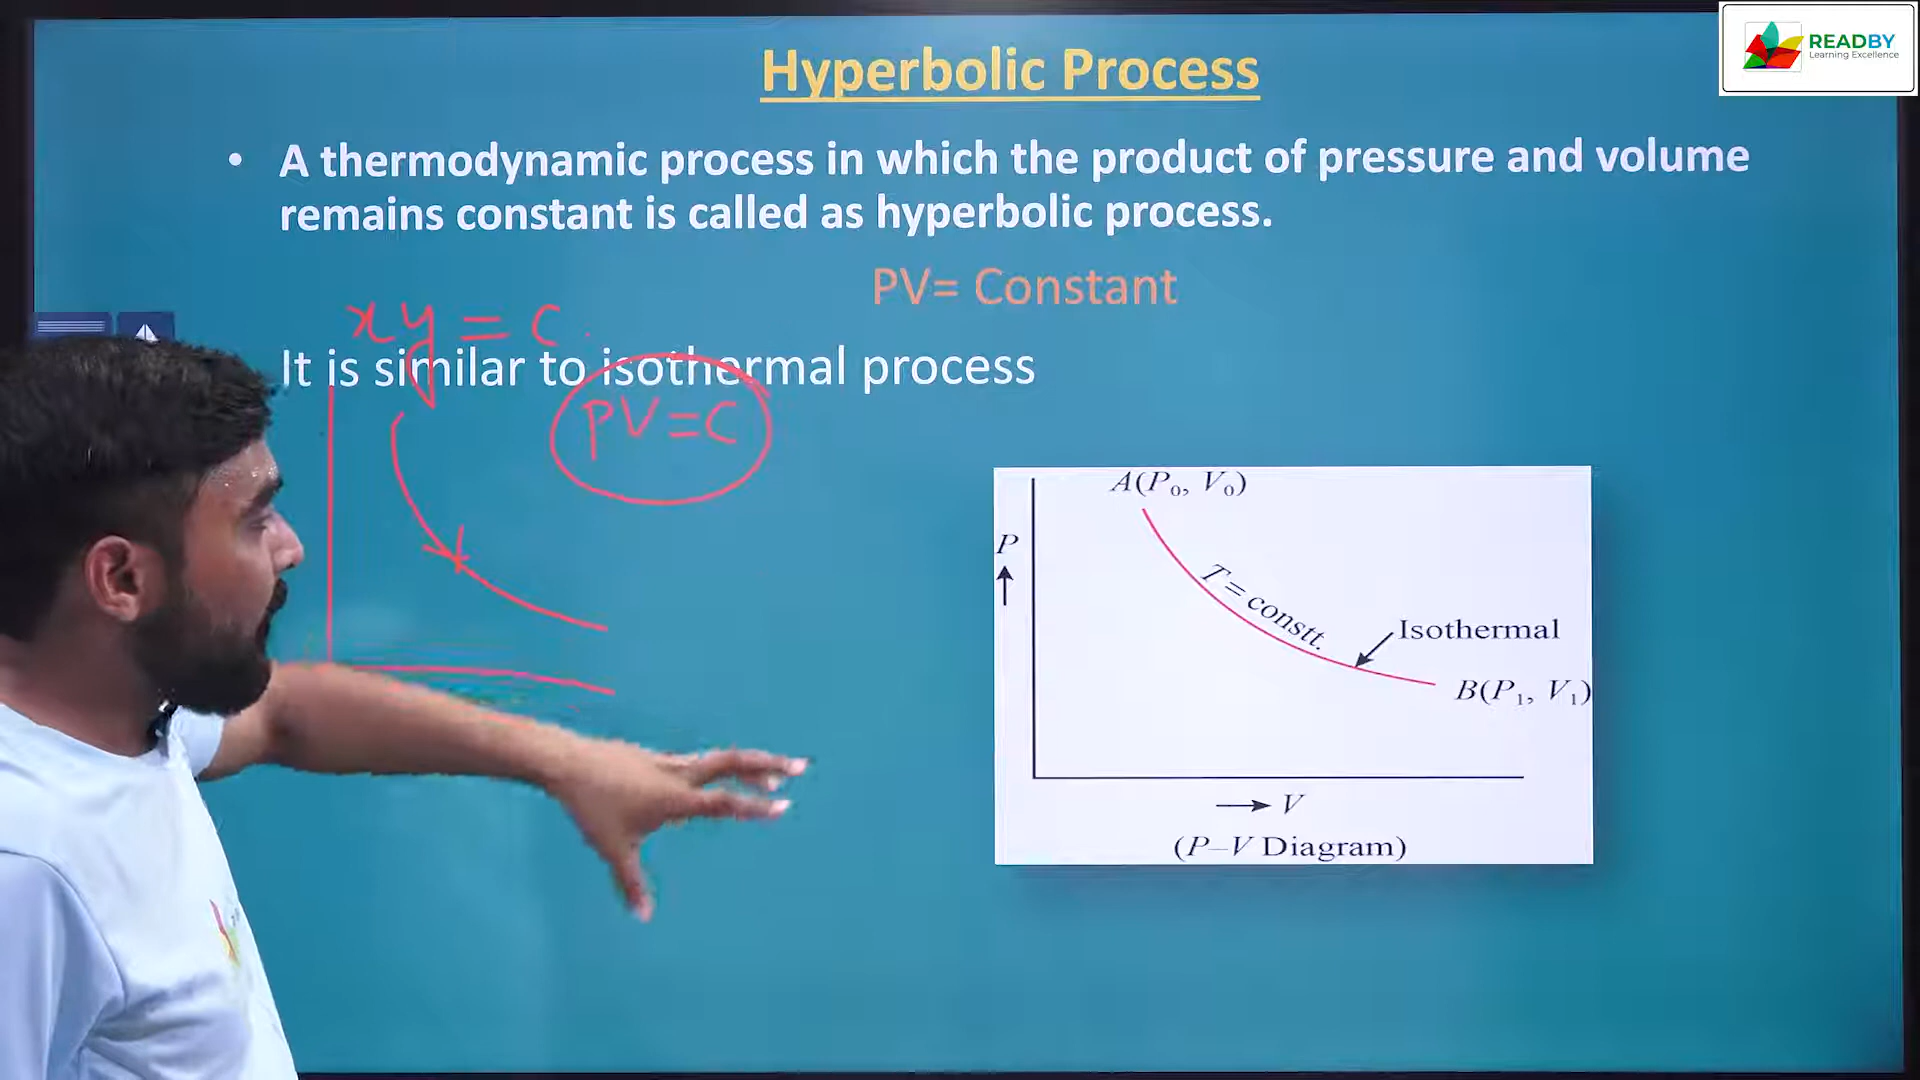 READBY
Learning Excellence
Hyperbolic Process
• A thermodynamic process in which the product of pressure and volume
remains constant is called as hyperbolic process.
PV= Constant
xy = C
It is similar to isothermal process
PV = C
A(P₀, V₀)
P
T = constt.
Isothermal
B(P₁, V₁)
V
(P–V Diagram)